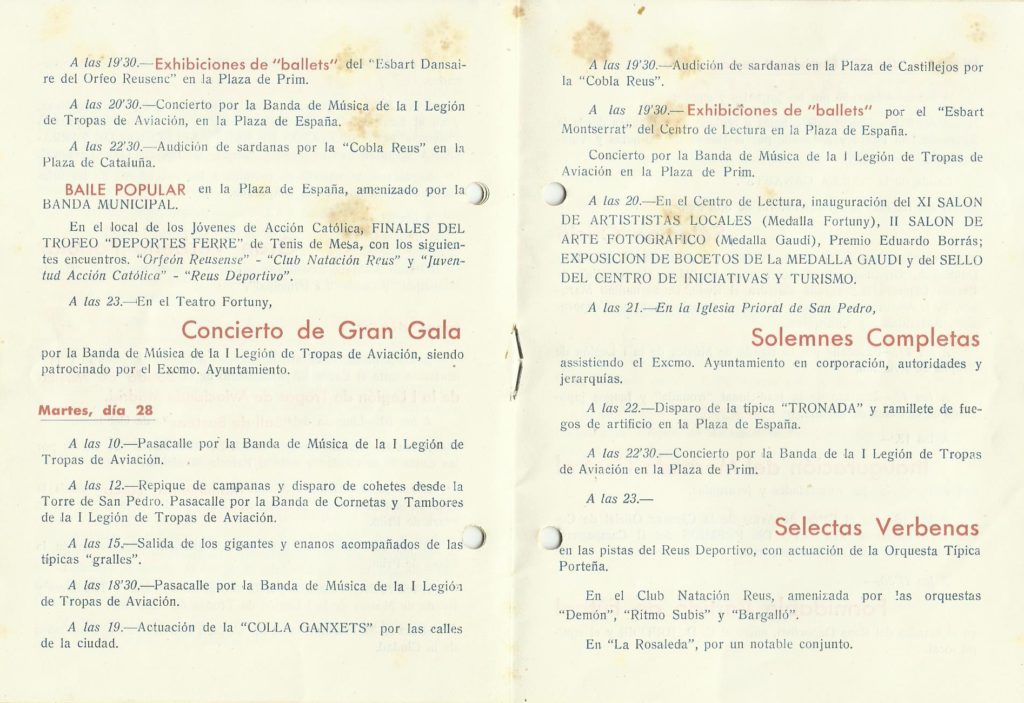 A las 19'30.—Exhibiciones de "ballets" del "Esbart Dansai-
re del Orfeo Reusenc" en la Plaza de Prim.
A las 20'30.—Concierto por la Banda de Música de la I Legión
de Tropas de Aviación, en la Plaza de España.
A las 22'30.—Audición de sardanas por la "Cobla Reus" en la
Plaza de Cataluña.
BAILE POPULAR en la Plaza de España, amenizado por la
BANDA MUNICIPAL.
En el local de los Jóvenes de Acción Católica, FINALES DEL
TROFEO "DEPORTES FERRE" de Tenis de Mesa, con los siguien-
tes encuentros. "Orfeón Reusense" - "Club Natación Reus" y "Juven-
tud Acción Católica" - "Reus Deportivo".
A las 23.—En el Teatro Fortuny,
Concierto de Gran Gala
por la Banda de Música de la I Legión de Tropas de Aviación, siendo
patrocinado por el Excmo. Ayuntamiento.
Martes, día 28
A las 10.—Pasacalle por la Banda de Música de la I Legión de
Tropas de Aviación.
A las 12.—Repique de campanas y disparo de cohetes desde la
Torre de San Pedro. Pasacalle por la Banda de Cornetas y Tambores
de la I Legión de Tropas de Aviación.
A las 15.—Salida de los gigantes y enanos acompañados de las
típicas "gralles".
A las 18'30.—Pasacalle por la Banda de Música de la I Legión
de Tropas de Aviación.
A las 19.—Actuación de la "COLLA GANXETS" por las calles
de la ciudad.
A las 19'30.—Audición de sardanas en la Plaza de Castillejos por
la "Cobla Reus".
A las 19'30.—Exhibiciones de "ballets" por el "Esbart
Montserrat" del Centro de Lectura en la Plaza de España.
Concierto por la Banda de Música de la I Legión de Tropas de
Aviación en la Plaza de Prim.
A las 20.—En el Centro de Lectura, inauguración del XI SALON
DE ARTISTISTAS LOCALES (Medalla Fortuny), II SALON DE
ARTE FOTOGRAFICO (Medalla Gaudí), Premio Eduardo Borrás;
EXPOSICION DE BOCETOS DE La MEDALLA GAUDI y del SELLO
DEL CENTRO DE INICIATIVAS Y TURISMO.
A las 21.—En la Iglesia Prioral de San Pedro,
Solemnes Completas
assistiendo el Excmo. Ayuntamiento en corporación, autoridades y
jerarquías.
A las 22.—Disparo de la típica "TRONADA" y ramillete de fue-
gos de artificio en la Plaza de España.
A las 22'30.—Concierto por la Banda de la I Legión de Tropas
de Aviación en la Plaza de Prim.
A las 23.—
Selectas Verbenas
en las pistas del Reus Deportivo, con actuación de la Orquesta Típica
Porteña.
En el Club Natación Reus, amenizada por las orquestas
"Demón", "Ritmo Subis" y "Bargalló".
En "La Rosaleda", por un notable conjunto.